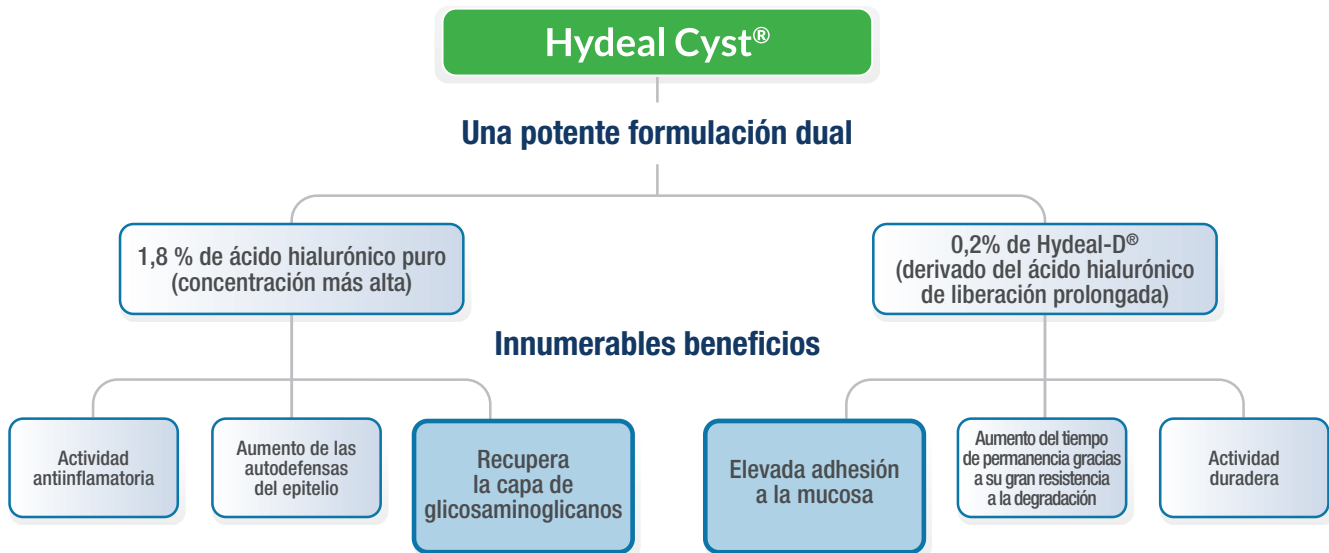 Hydeal Cyst®
Una potente formulación dual
1,8 % de ácido hialurónico puro
(concentración más alta)
0,2% de Hydeal-D®
(derivado del ácido hialurónico
de liberación prolongada)
Innumerables beneficios
Actividad
antiinflamatoria
Aumento de las
autodefensas
del epitelio
Recupera
la capa de
glicosaminoglicanos
Elevada adhesión
a la mucosa
Aumento del tiempo
de permanencia gracias
a su gran resistencia
a la degradación
Actividad
duradera